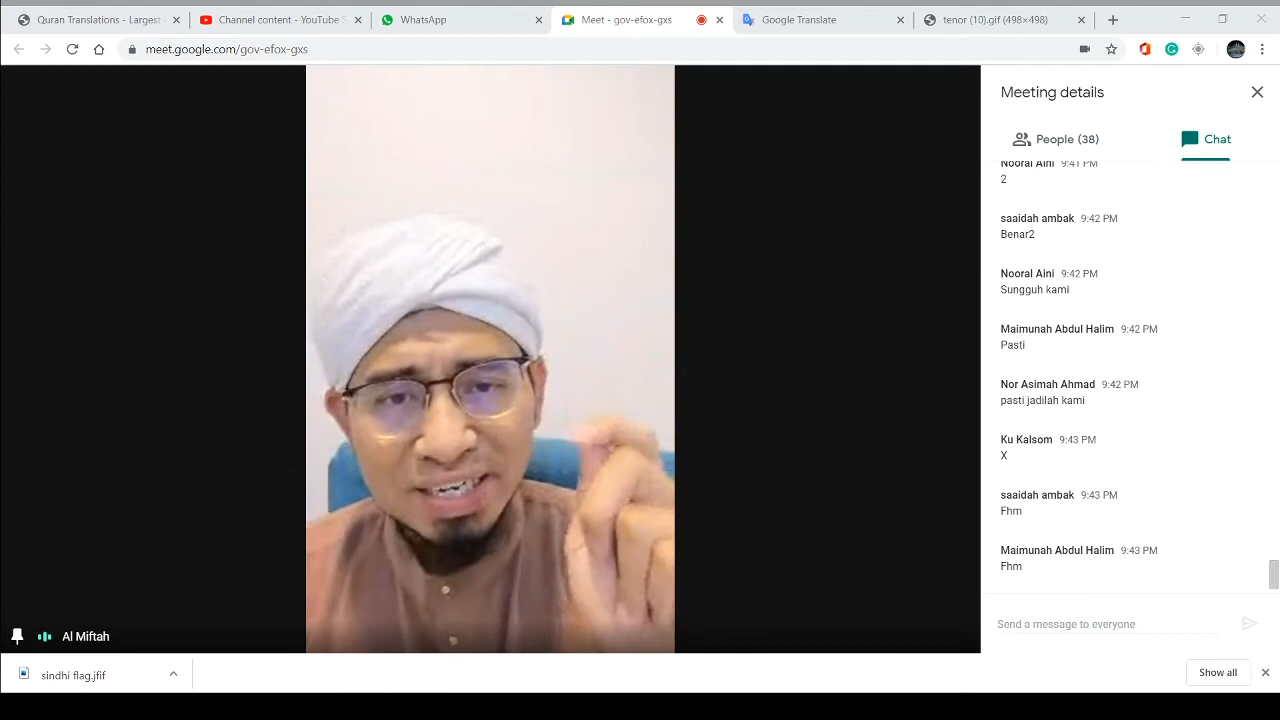 Quran Translations - Largest
Channel content - YouTube S
WhatsApp
Meet - gov-efox-gxs
Google Translate
tenor (10).gif (498×498)
meet.google.com/gov-efox-gxs
Meeting details
People (38)
Chat
Nooral Aini 9:41 PM
2
saaidah ambak 9:42 PM
Benar2
Nooral Aini 9:42 PM
Sungguh kami
Maimunah Abdul Halim 9:42 PM
Pasti
Nor Asimah Ahmad 9:42 PM
pasti jadilah kami
Ku Kalsom 9:43 PM
X
saaidah ambak 9:43 PM
Fhm
Maimunah Abdul Halim 9:43 PM
Fhm
Send a message to everyone
Al Miftah
sindhi flag.jfif
Show all